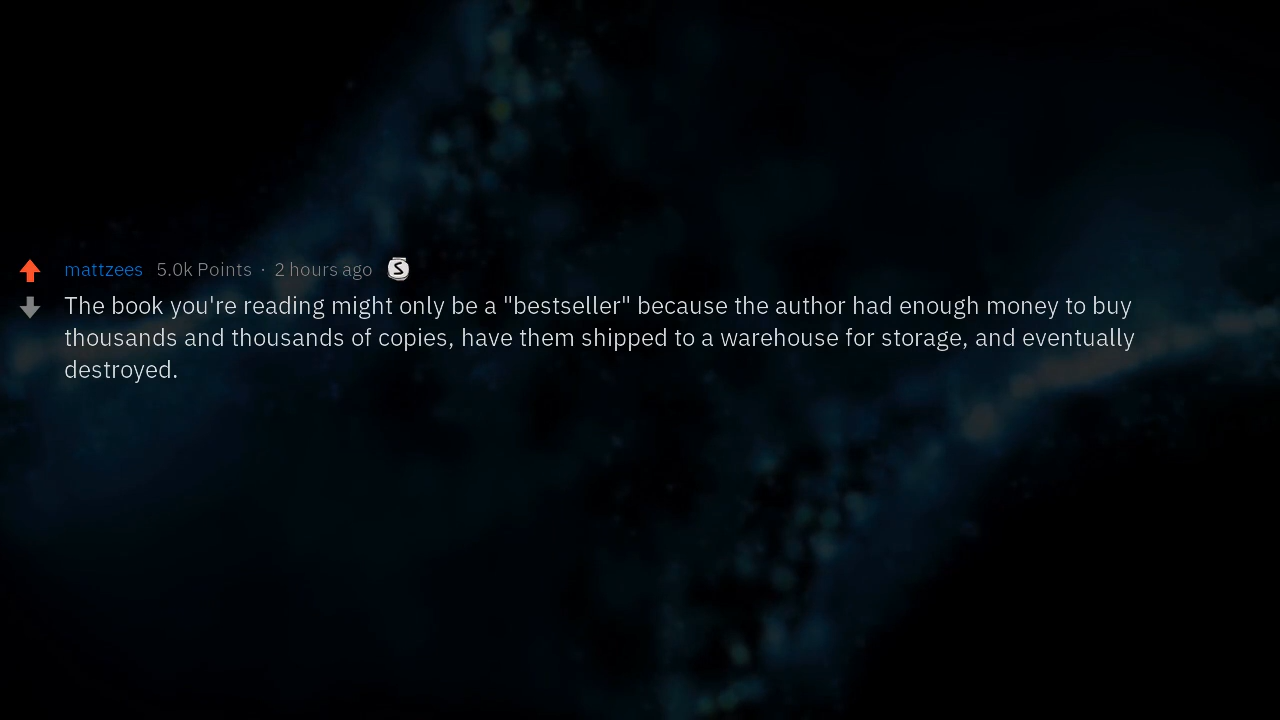 mattzees 5.0k Points · 2 hours ago S
The book you're reading might only be a "bestseller" because the author had enough money to buy
thousands and thousands of copies, have them shipped to a warehouse for storage, and eventually
destroyed.